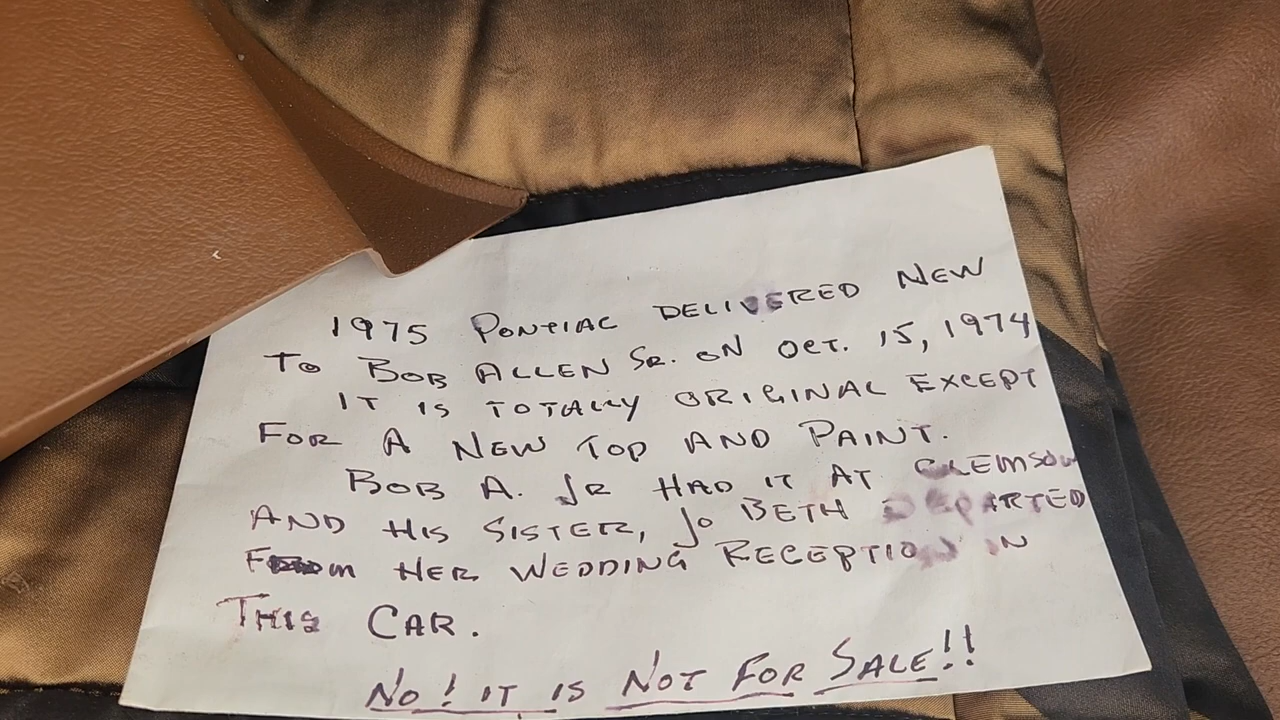 1975 PONTIAC DELIVERED NEW
TO BOB ALLEN SR. ON OCT. 15, 1974
IT IS TOTALLY ORIGINAL EXCEPT
FOR A NEW TOP AND PAINT.
BOB A. JR HAD IT AT CLEMSON
AND HIS SISTER, JO BETH DEPARTED
FROM HER WEDDING RECEPTION IN
THIS CAR.
NO! IT IS NOT FOR SALE!!